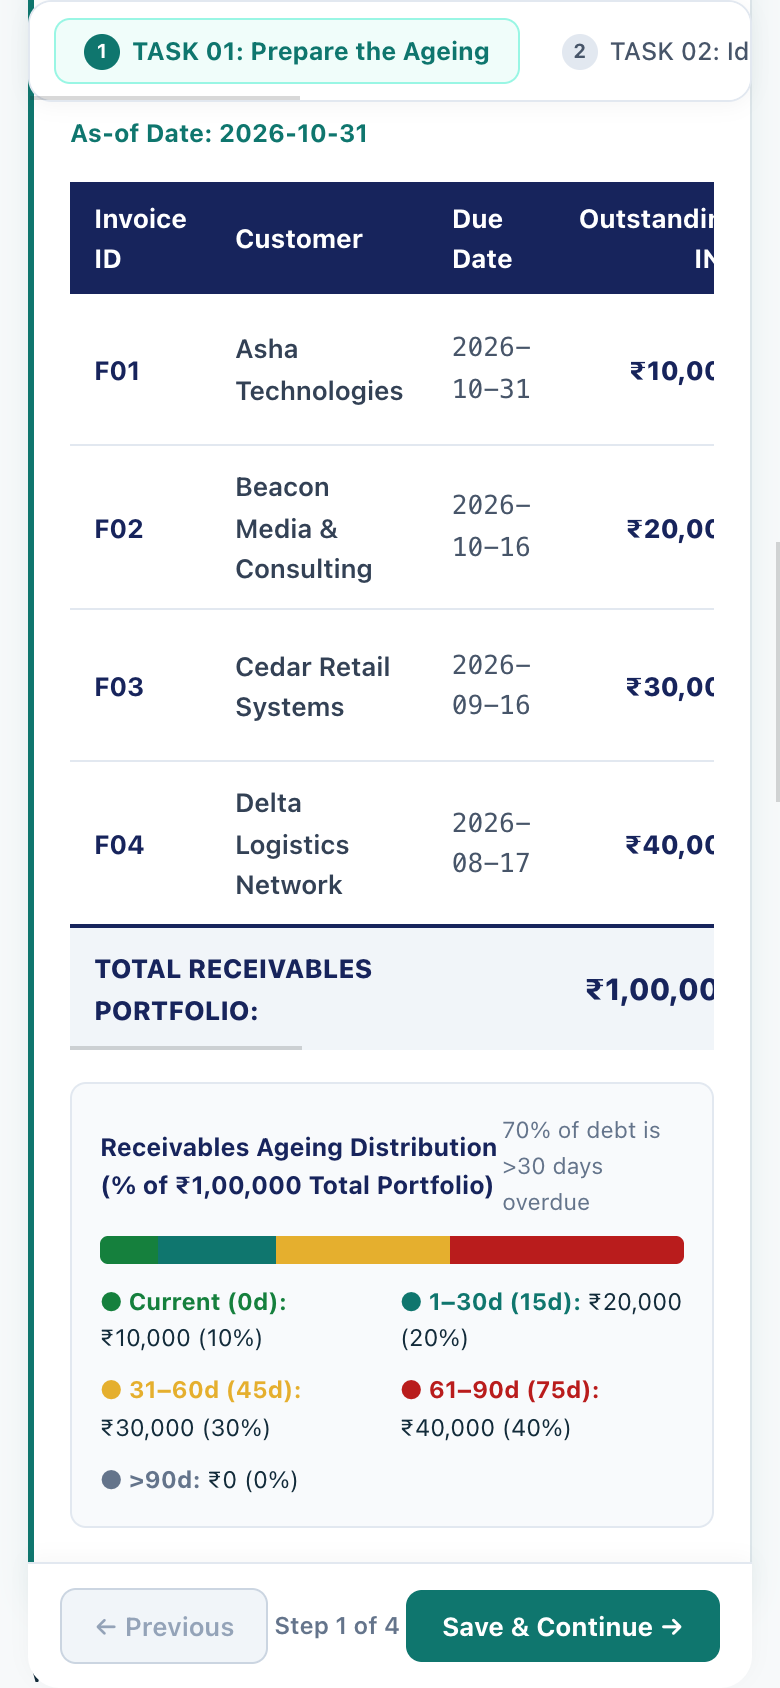 1 TASK 01: Prepare the Ageing 2 TASK 02: Id
As-of Date: 2026-10-31
Invoice ID Customer Due Date Outstandin IN
F01 Asha Technologies 2026-10-31 ₹10,00
F02 Beacon Media & Consulting 2026-10-16 ₹20,00
F03 Cedar Retail Systems 2026-09-16 ₹30,00
F04 Delta Logistics Network 2026-08-17 ₹40,00
TOTAL RECEIVABLES PORTFOLIO: ₹1,00,00
Receivables Ageing Distribution
(% of ₹1,00,000 Total Portfolio)
70% of debt is
>30 days
overdue
Current (0d):
₹10,000 (10%)
1–30d (15d): ₹20,000
(20%)
31–60d (45d):
₹30,000 (30%)
61–90d (75d):
₹40,000 (40%)
>90d: ₹0 (0%)
← Previous Step 1 of 4 Save & Continue →